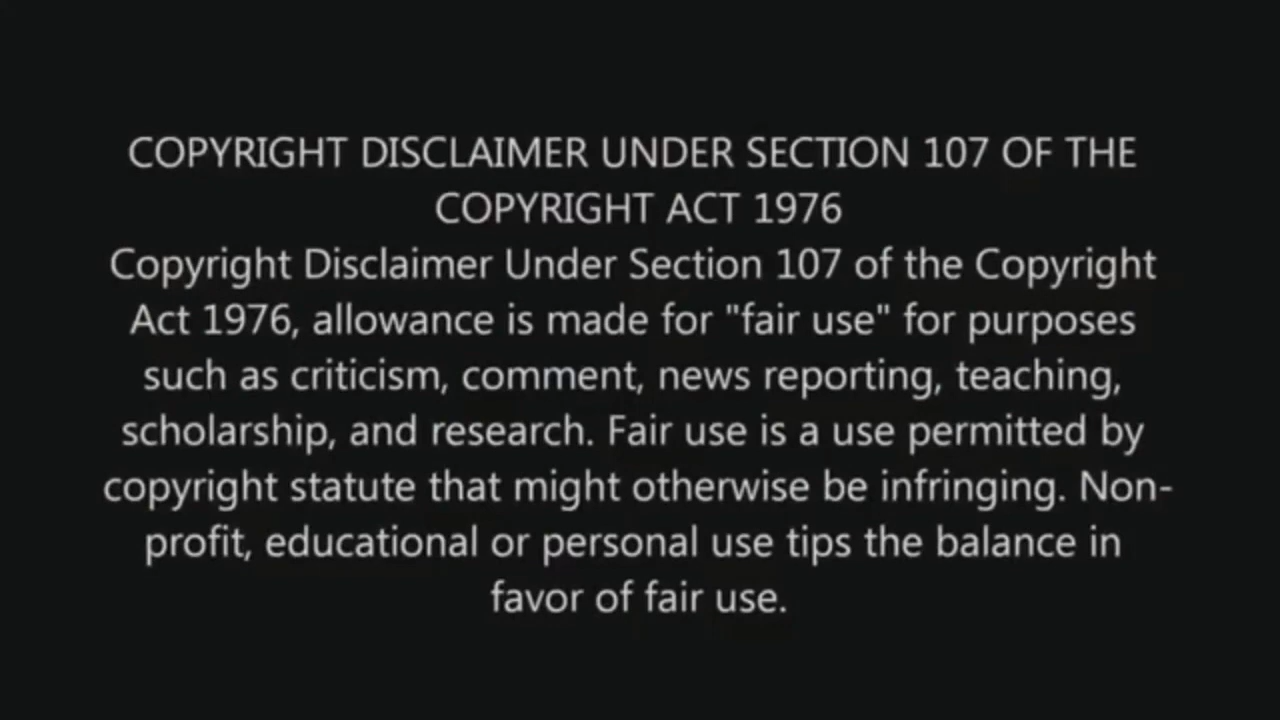 COPYRIGHT DISCLAIMER UNDER SECTION 107 OF THE
COPYRIGHT ACT 1976
Copyright Disclaimer Under Section 107 of the Copyright
Act 1976, allowance is made for "fair use" for purposes
such as criticism, comment, news reporting, teaching,
scholarship, and research. Fair use is a use permitted by
copyright statute that might otherwise be infringing. Non-
profit, educational or personal use tips the balance in
favor of fair use.